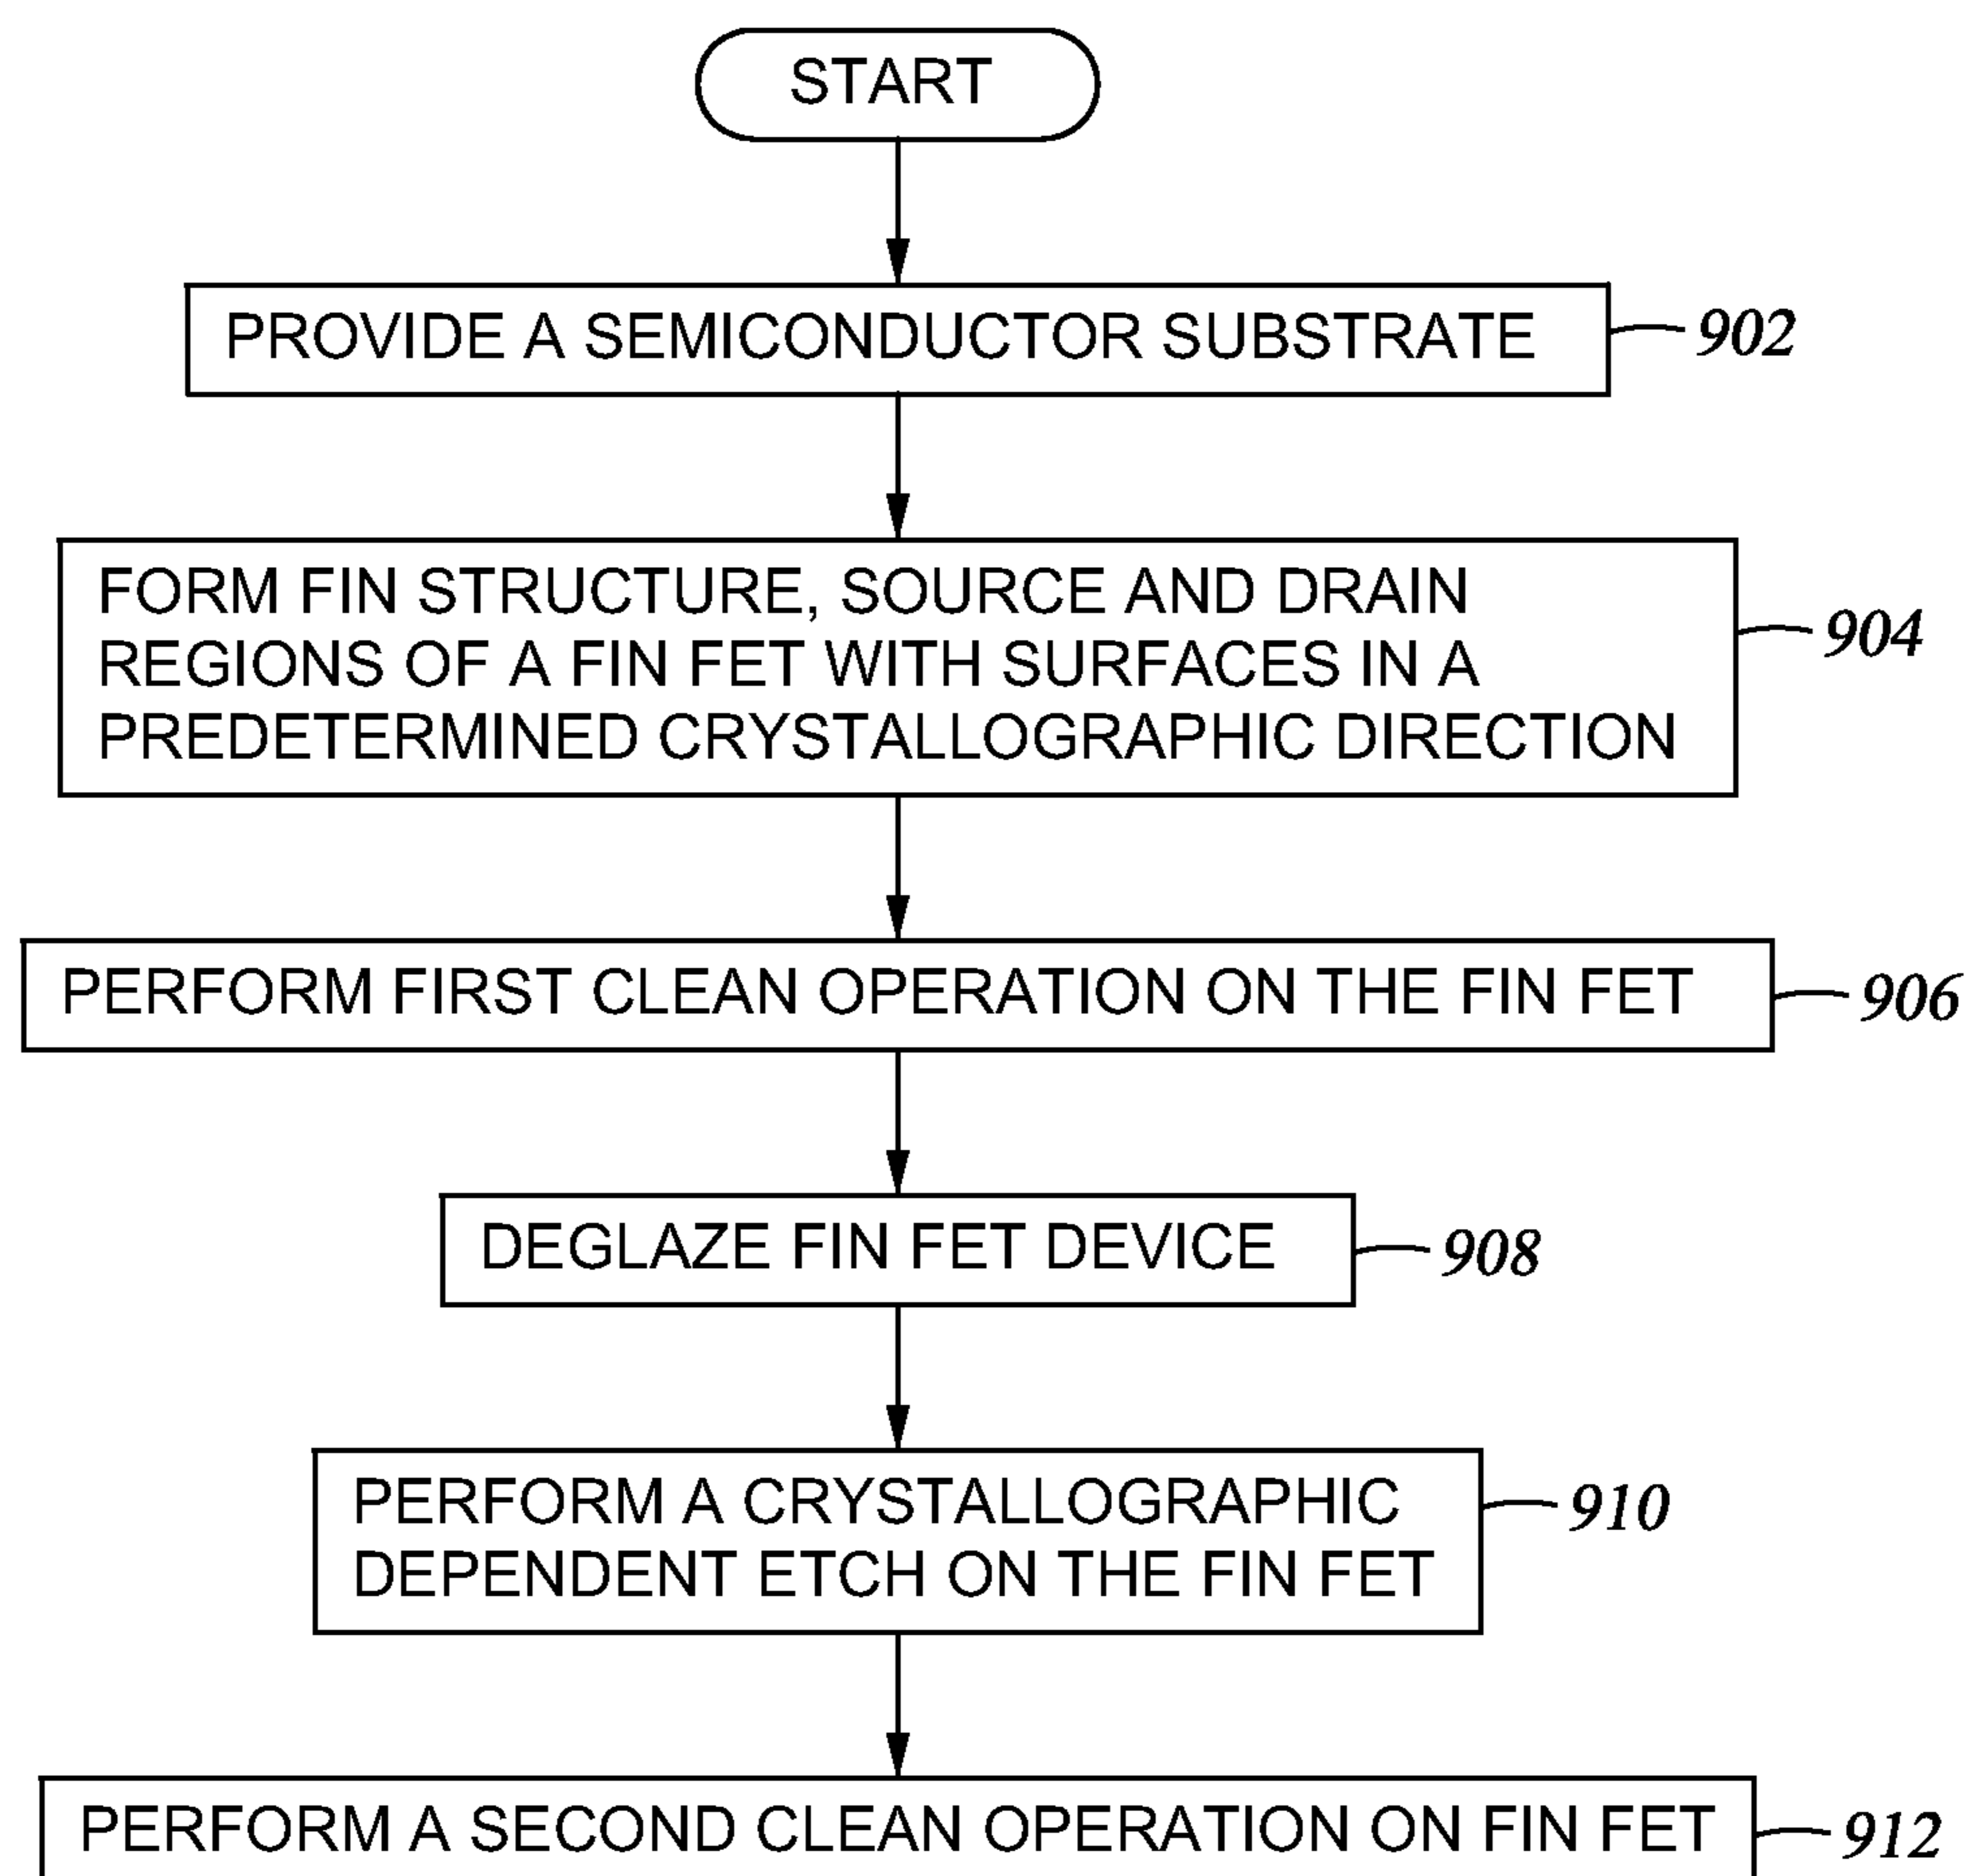 START
PROVIDE A SEMICONDUCTOR SUBSTRATE
902
FORM FIN STRUCTURE, SOURCE AND DRAIN
REGIONS OF A FIN FET WITH SURFACES IN A
PREDETERMINED CRYSTALLOGRAPHIC DIRECTION
904
PERFORM FIRST CLEAN OPERATION ON THE FIN FET
906
DEGLAZE FIN FET DEVICE
908
PERFORM A CRYSTALLOGRAPHIC
DEPENDENT ETCH ON THE FIN FET
910
PERFORM A SECOND CLEAN OPERATION ON FIN FET
912